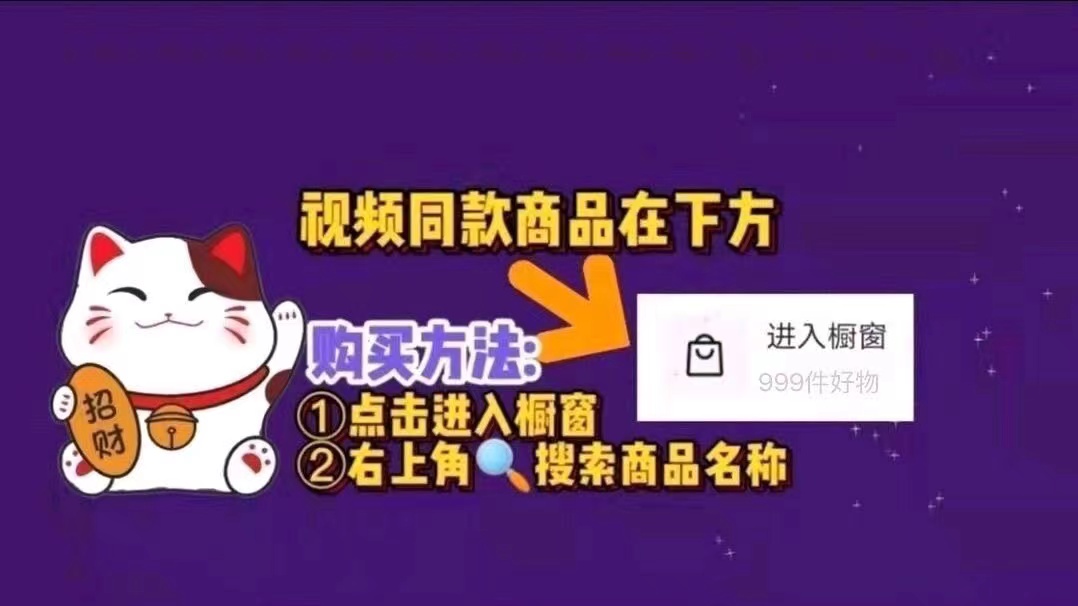 视频同款商品在下方
进入橱窗
999件好物
购买方法:
①点击进入橱窗
②右上角🔍搜索商品名称
招财